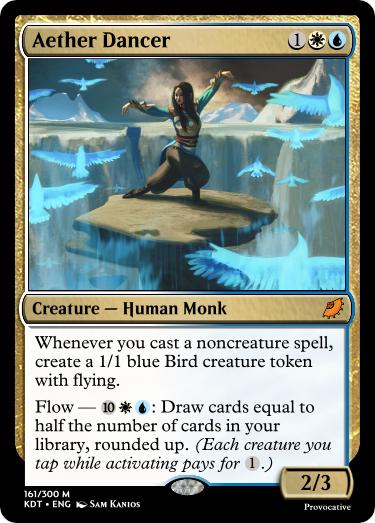 Aether Dancer 1
Creature — Human Monk
Whenever you cast a noncreature spell,
create a 1/1 blue Bird creature token
with flying.
Flow — 10: Draw cards equal to
half the number of cards in your
library, rounded up. (Each creature you
tap while activating pays for 1.)
2/3
161/300 M
KDT • ENG Sam Kanios
Provocative